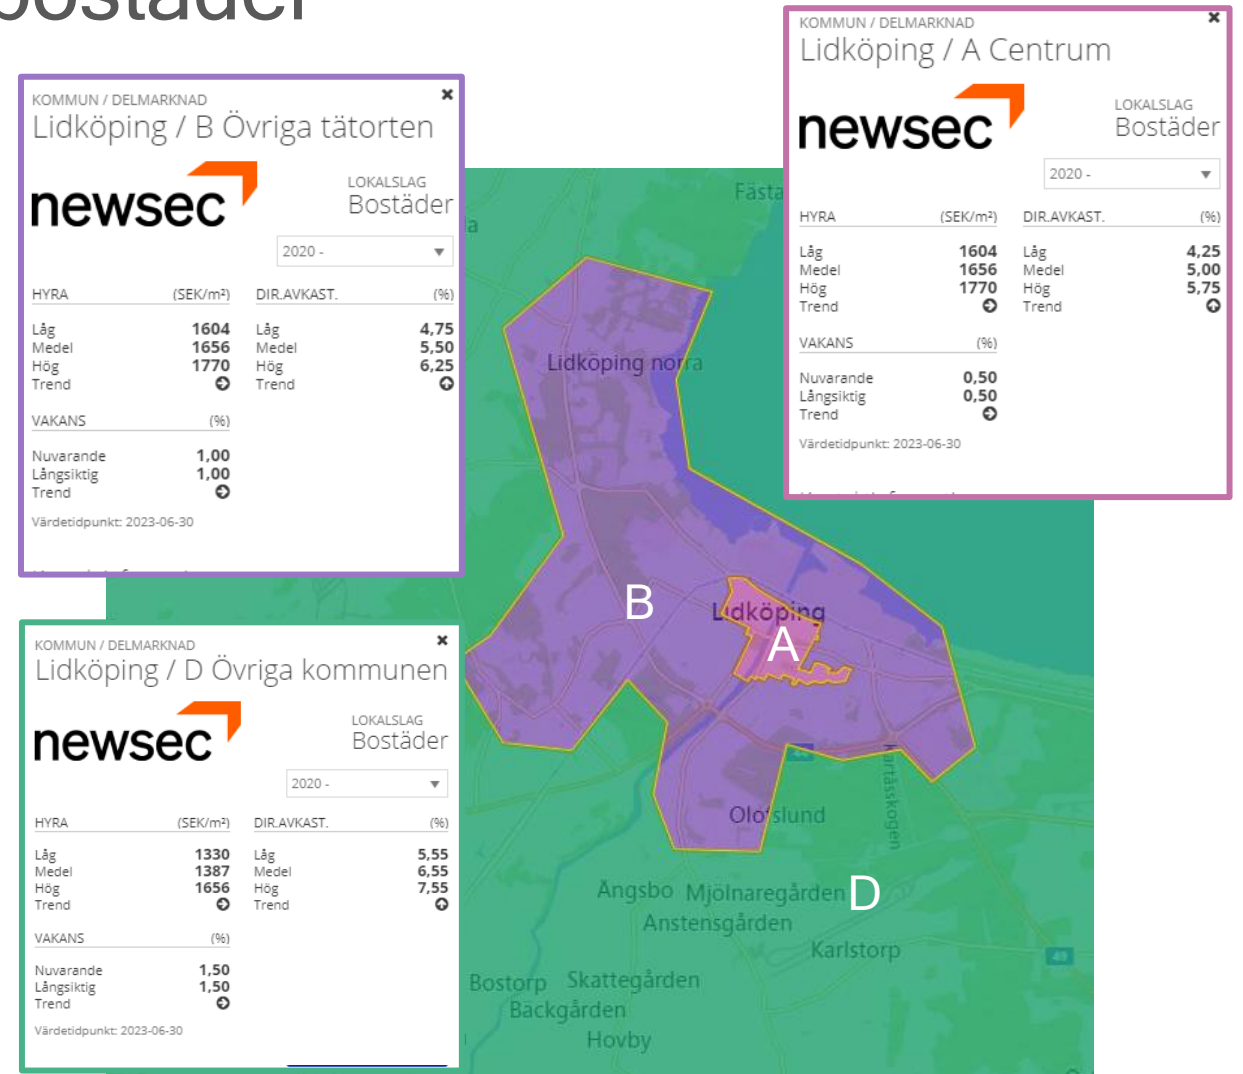 bostäder
KOMMUN / DELMARKNAD
Lidköping / A Centrum
newsec
LOKALSLAG
Bostäder
2020 -
HYRA (SEK/m²) DIR.AVKAST. (%)
Låg 1604 Låg 4,25
Medel 1656 Medel 5,00
Hög 1770 Hög 5,75
Trend Trend
VAKANS (%)
Nuvarande 0,50
Långsiktig 0,50
Trend
Värdetidpunkt: 2023-06-30
KOMMUN / DELMARKNAD
Lidköping / B Övriga tätorten
newsec
LOKALSLAG
Bostäder
2020 -
HYRA (SEK/m²) DIR.AVKAST. (%)
Låg 1604 Låg 4,75
Medel 1656 Medel 5,50
Hög 1770 Hög 6,25
Trend Trend
VAKANS (%)
Nuvarande 1,00
Långsiktig 1,00
Trend
Värdetidpunkt: 2023-06-30
KOMMUN / DELMARKNAD
Lidköping / D Övriga kommunen
newsec
LOKALSLAG
Bostäder
2020 -
HYRA (SEK/m²) DIR.AVKAST. (%)
Låg 1330 Låg 5,55
Medel 1387 Medel 6,55
Hög 1656 Hög 7,55
Trend Trend
VAKANS (%)
Nuvarande 1,50
Långsiktig 1,50
Trend
Värdetidpunkt: 2023-06-30
Lidköping norra
B
Lidköping
A
44
Olofslund
D
Ängsbo Mjölnaregården
Anstensgården
Karlstorp
Bostorp Skattegården
Bäckgården
Hovby